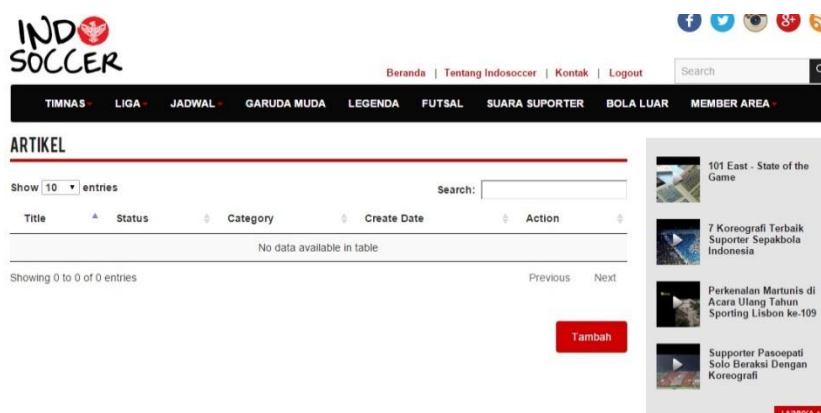 INDO
SOCCER
Beranda | Tentang Indosoccer | Kontak | Logout
Search
TIMNAS LIGA JADWAL GARUDA MUDA LEGENDA FUTSAL SUARA SUPORTER BOLA LUAR MEMBER AREA
ARTIKEL
Show 10 entries
Search:
Title Status Category Create Date Action
No data available in table
Showing 0 to 0 of 0 entries
Previous Next
Tambah
101 East - State of the
Game
7 Koreografi Terbaik
Suporter Sepakbola
Indonesia
Perkenalan Martunis di
Acara Ulang Tahun
Sporting Lisbon ke-109
Supporter Pasoepati
Solo Beraksi Dengan
Koreografi